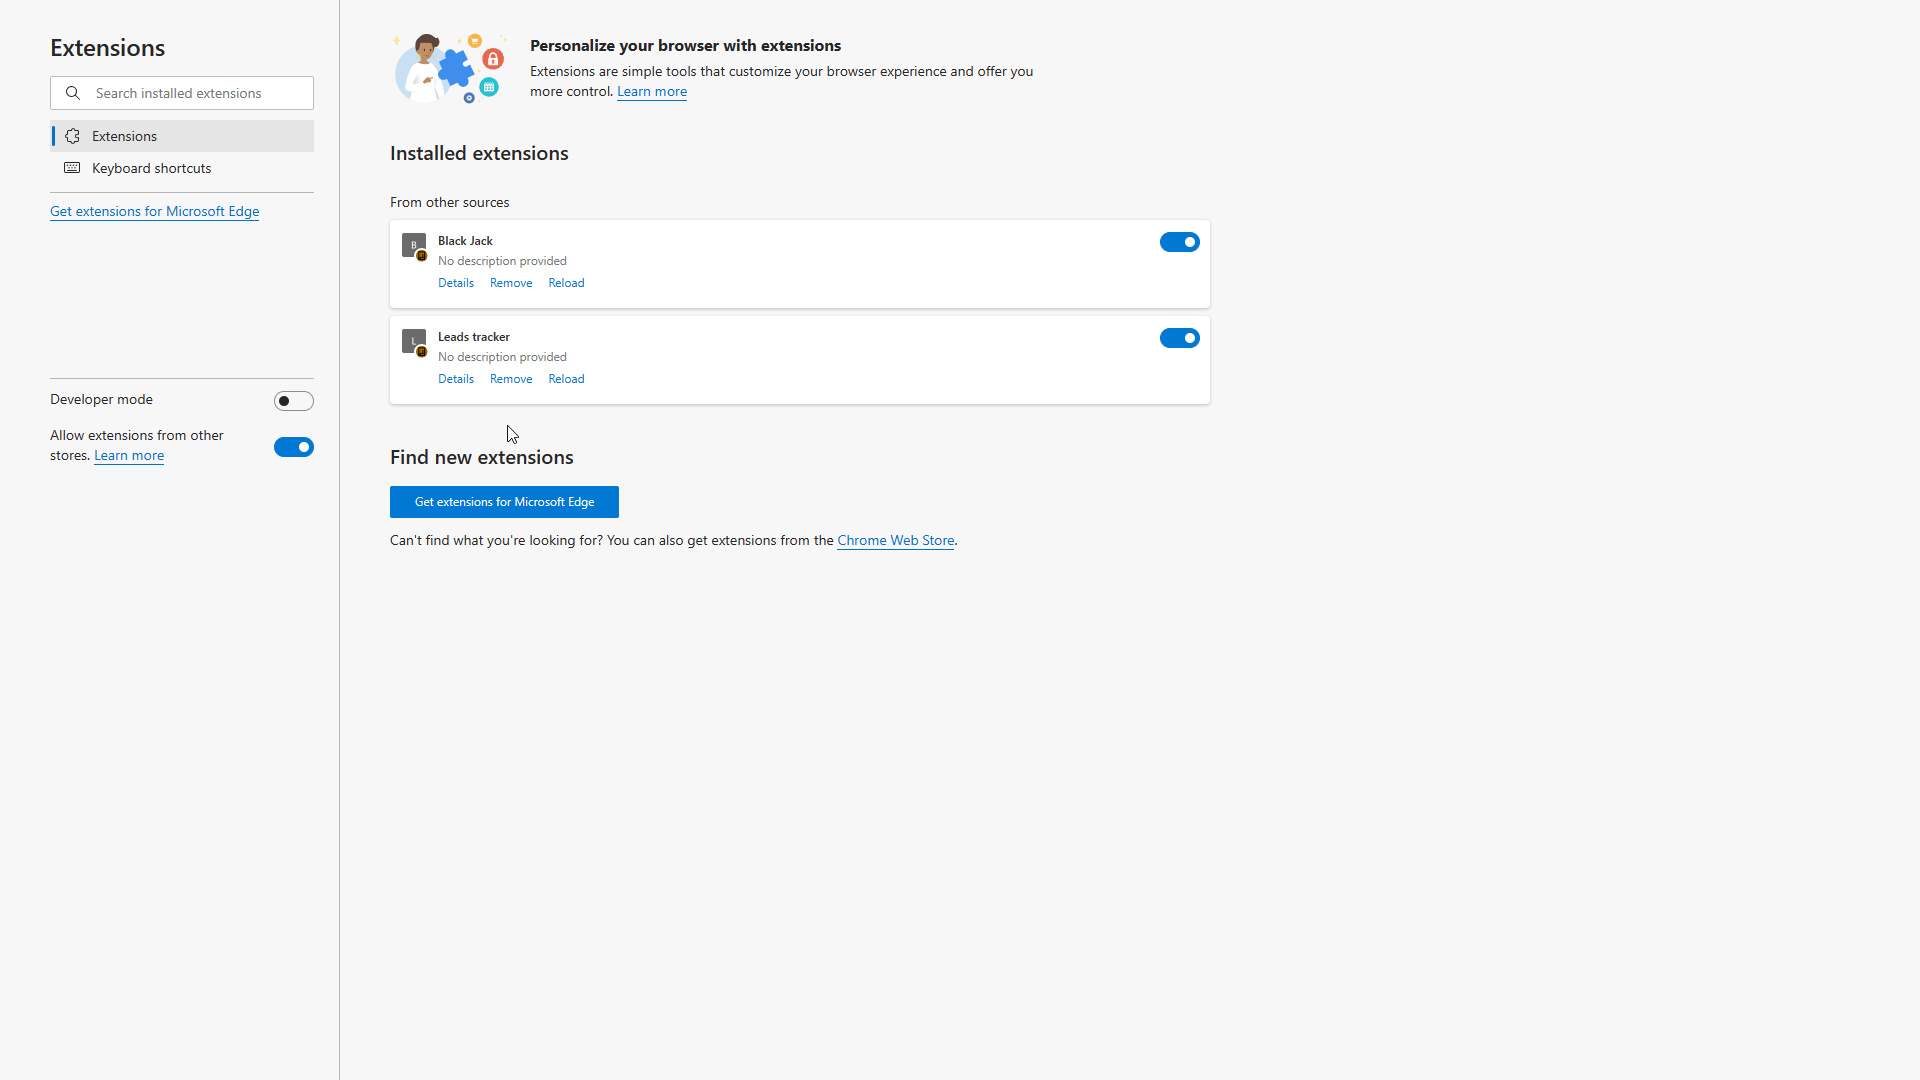 Extensions
Search installed extensions
Extensions
Keyboard shortcuts
Get extensions for Microsoft Edge
Developer mode
Allow extensions from other
stores. Learn more
Personalize your browser with extensions
Extensions are simple tools that customize your browser experience and offer you
more control. Learn more
Installed extensions
From other sources
B
Black Jack
No description provided
Details Remove Reload
L
Leads tracker
No description provided
Details Remove Reload
Find new extensions
Get extensions for Microsoft Edge
Can't find what you're looking for? You can also get extensions from the Chrome Web Store.